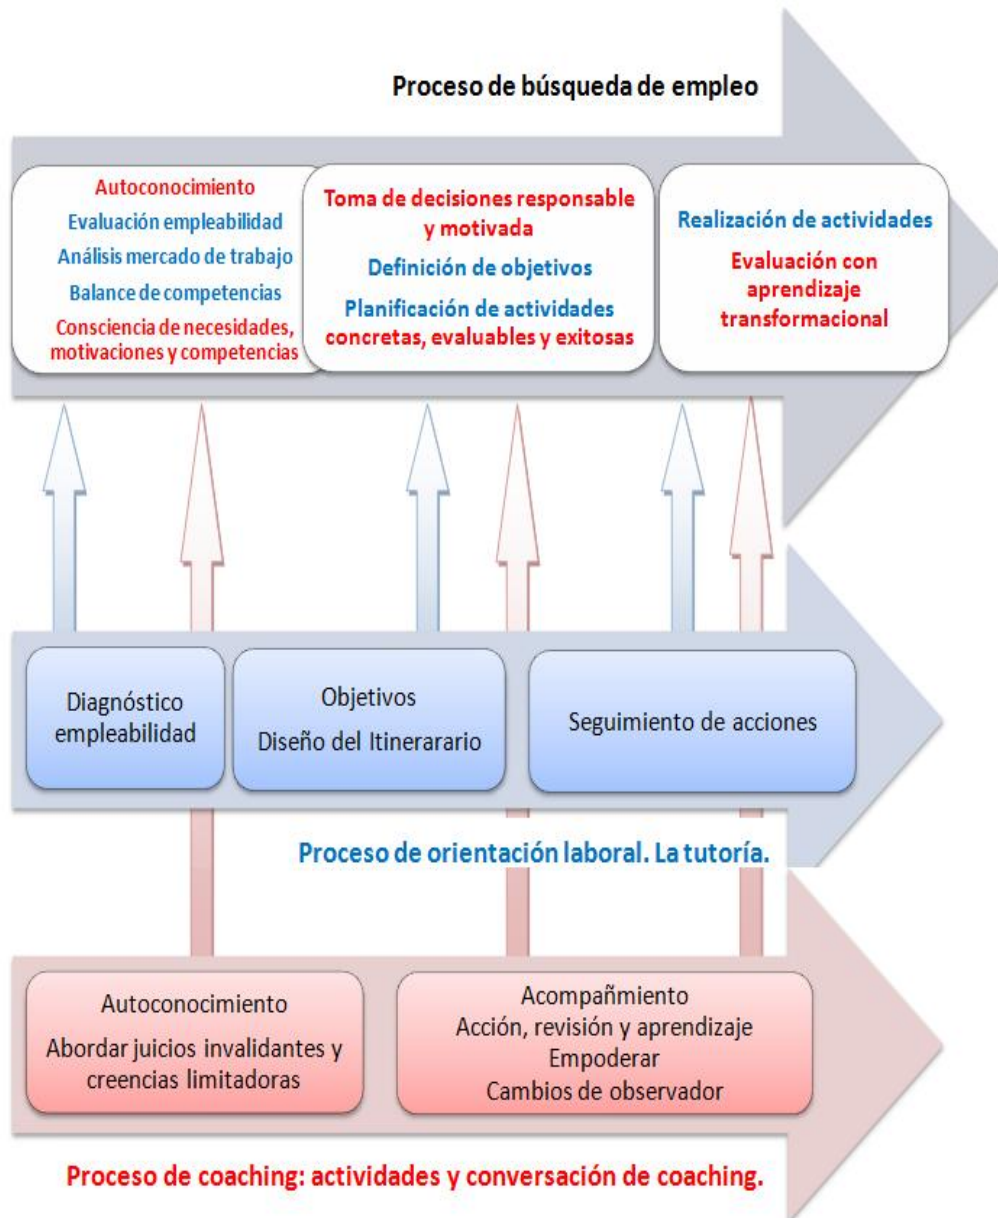 Proceso de búsqueda de empleo
Autoconocimiento
Evaluación empleabilidad
Análisis mercado de trabajo
Balance de competencias
Consciencia de necesidades,
motivaciones y competencias
Toma de decisiones responsable
y motivada
Definición de objetivos
Planificación de actividades
concretas, evaluables y exitosas
Realización de actividades
Evaluación con
aprendizaje
transformacional
Diagnóstico
empleabilidad
Objetivos
Diseño del Itinerarario
Seguimiento de acciones
Proceso de orientación laboral. La tutoría.
Autoconocimiento
Abordar juicios invalidantes y
creencias limitadoras
Acompañmiento
Acción, revisión y aprendizaje
Empoderar
Cambios de observador
Proceso de coaching: actividades y conversación de coaching.